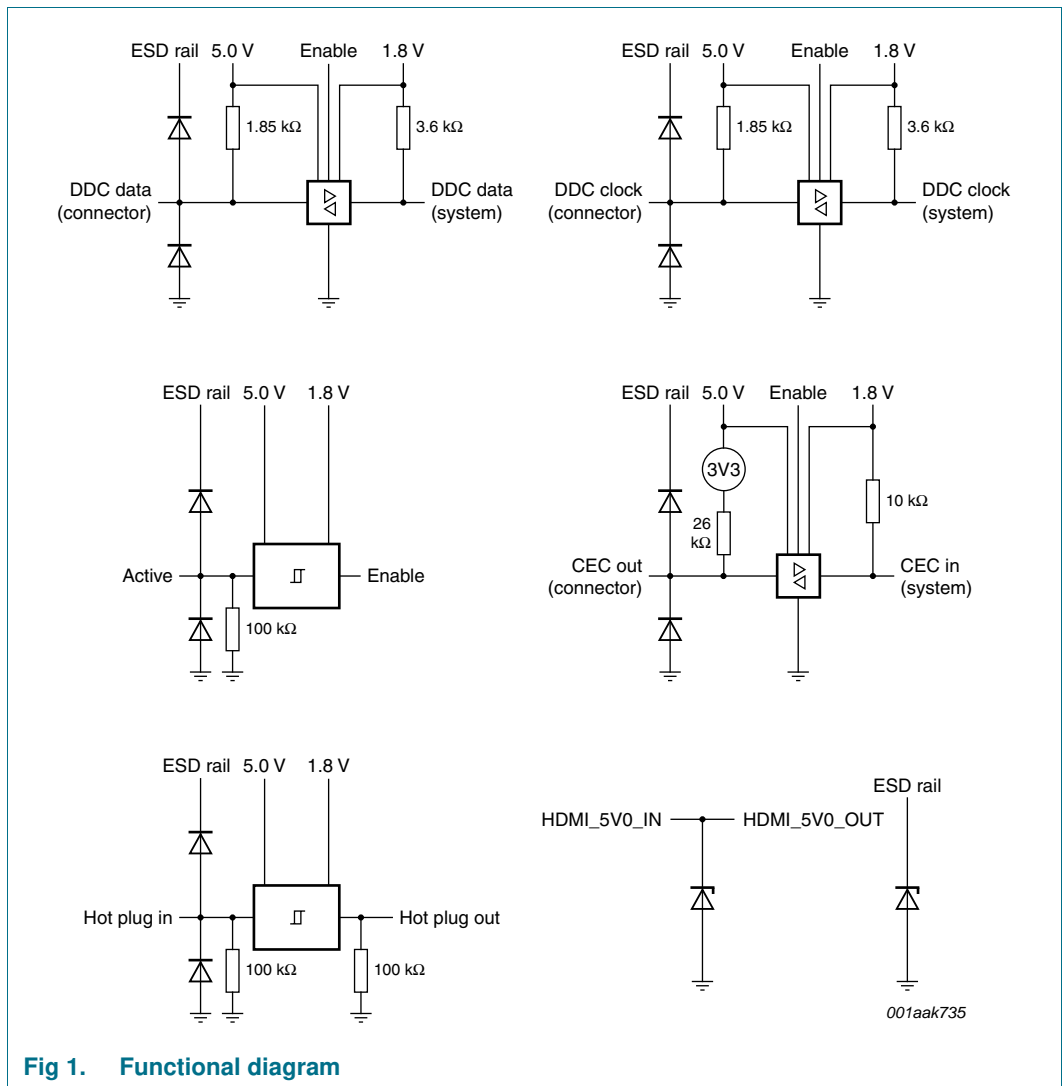 ESD rail 5.0 V Enable 1.8 V
1.85 kΩ
3.6 kΩ
DDC data
(connector)
DDC data
(system)
ESD rail 5.0 V Enable 1.8 V
1.85 kΩ
3.6 kΩ
DDC clock
(connector)
DDC clock
(system)
ESD rail 5.0 V 1.8 V
Active
Enable
100 kΩ
ESD rail 5.0 V Enable 1.8 V
3V3
26
kΩ
10 kΩ
CEC out
(connector)
CEC in
(system)
ESD rail 5.0 V 1.8 V
Hot plug in
Hot plug out
100 kΩ
100 kΩ
HDMI_5V0_IN
HDMI_5V0_OUT
ESD rail
001aak735
Fig 1. Functional diagram